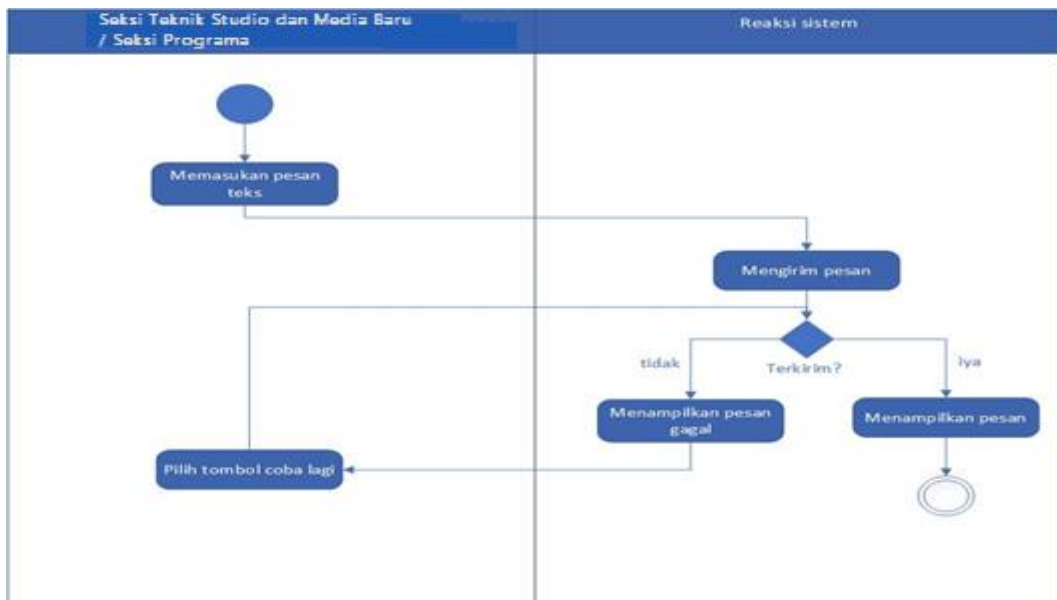 Seksi Teknik Studio dan Media Baru
/ Seksi Programa
Reaksi sistem
Memasukan pesan
teks
Mengirim pesan
tidak
Terkirim?
iya
Menampilkan pesan
gagal
Menampilkan pesan
Pilih tombol coba lagi